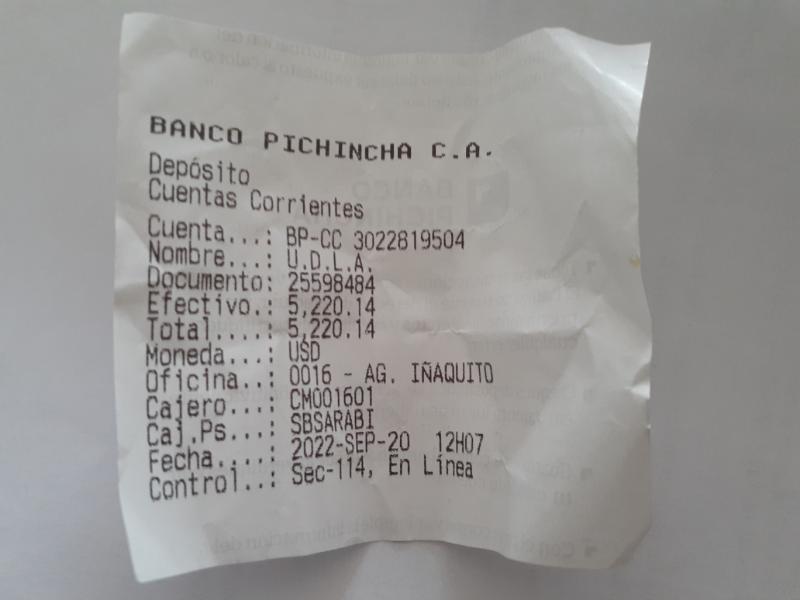 BANCO PICHINCHA C.A.
Depósito
Cuentas Corrientes
Cuenta...: BP-CC 3022819504
Nombre...: U.D.L.A.
Documento: 25598484
Efectivo.: 5,220.14
Total....: 5,220.14
Moneda...: USD
Oficina..: 0016 - AG. IÑAQUITO
Cajero...: CM001601
Caj.Ps...: SBSARABI
Fecha....: 2022-SEP-20 12H07
Control..: Sec-114, En Línea